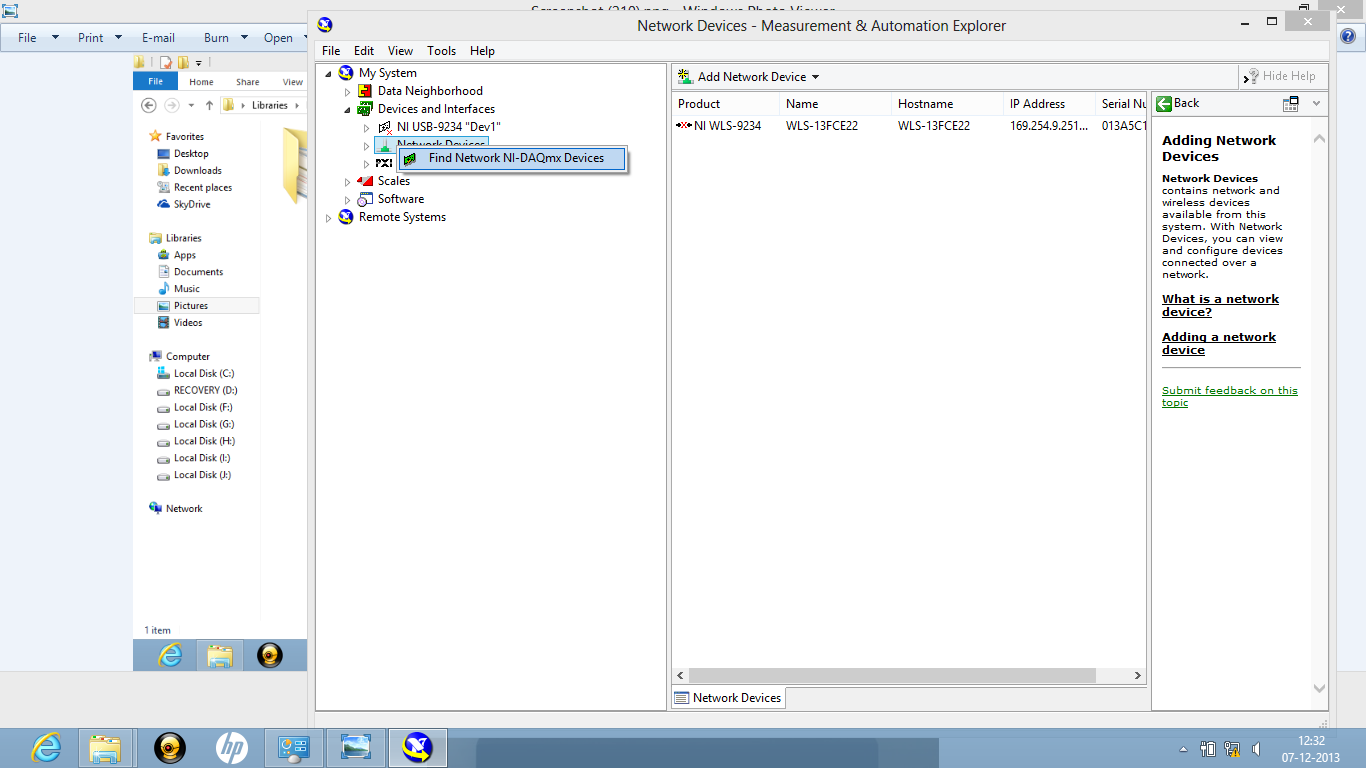 Screenshot (210).png - Windows Photo Viewer
File Print E-mail Burn Open
Network Devices - Measurement & Automation Explorer
File Edit View Tools Help
File Home Share View
Libraries
Favorites
Desktop
Downloads
Recent places
SkyDrive
Libraries
Apps
Documents
Music
Pictures
Videos
Computer
Local Disk (C:)
RECOVERY (D:)
Local Disk (F:)
Local Disk (G:)
Local Disk (H:)
Local Disk (I:)
Local Disk (J:)
Network
1 item
My System
Data Neighborhood
Devices and Interfaces
NI USB-9234 "Dev1"
Network Devices
Find Network NI-DAQmx Devices
PXI
Scales
Software
Remote Systems
Add Network Device
Hide Help
Product Name Hostname IP Address Serial Nu
NI WLS-9234 WLS-13FCE22 WLS-13FCE22 169.254.9.251... 013A5C1
Network Devices
Back
Adding Network
Devices
Network Devices
contains network and
wireless devices
available from this
system. With Network
Devices, you can view
and configure devices
connected over a
network.
What is a network
device?
Adding a network
device
Submit feedback on this
topic
hp
12:32
07-12-2013